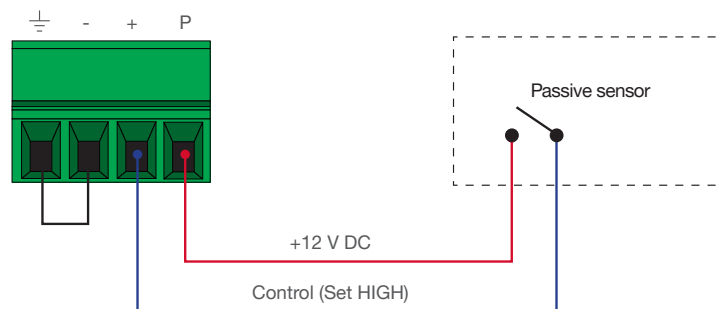 - + P
Passive sensor
+12 V DC
Control (Set HIGH)